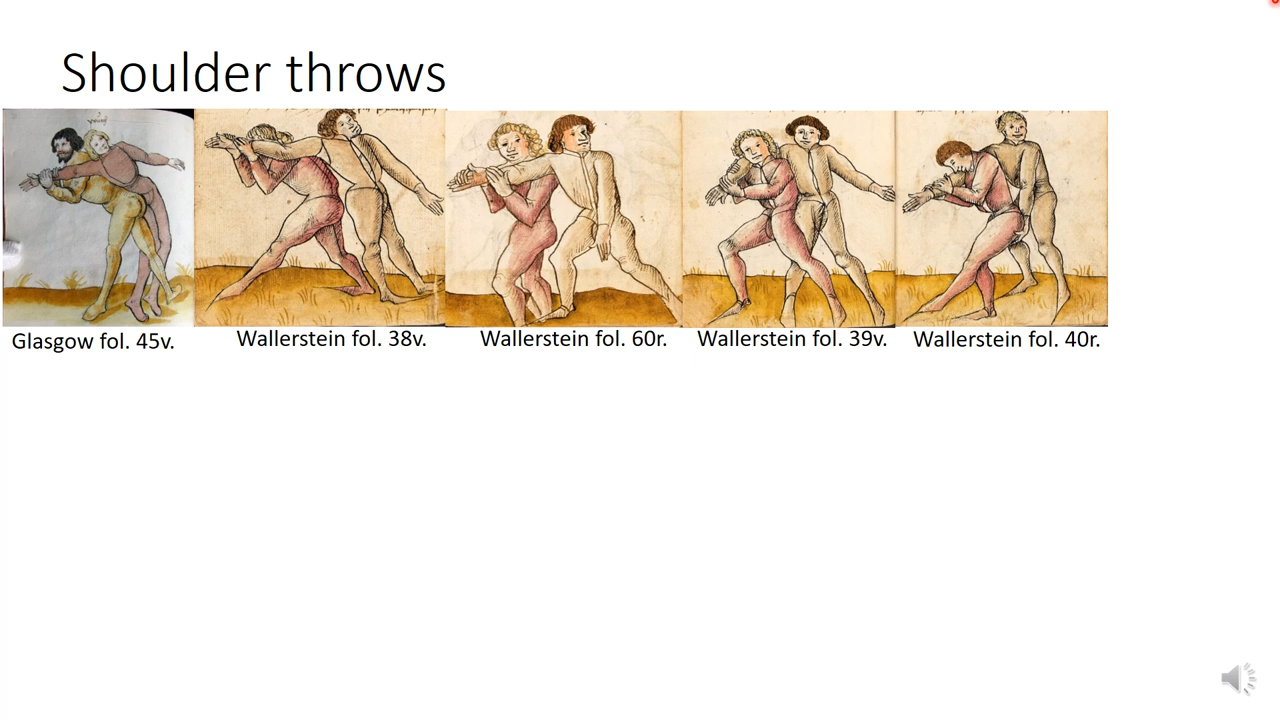 Shoulder throws
Glasgow fol. 45v.
Wallerstein fol. 38v.
Wallerstein fol. 60r.
Wallerstein fol. 39v.
Wallerstein fol. 40r.